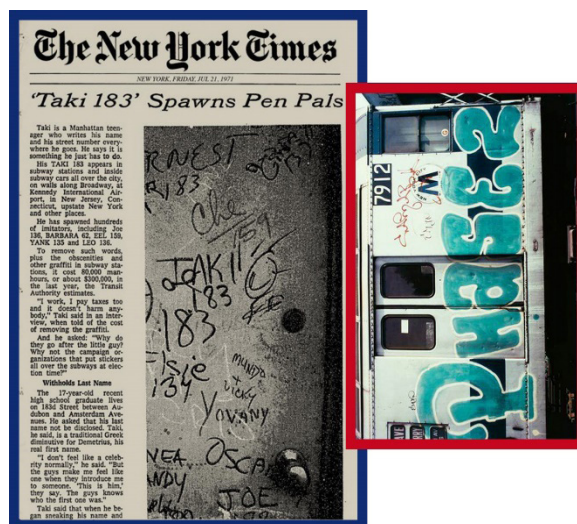 The New York Times
NEW YORK, FRIDAY, JUL 21, 1971
‘Taki 183’ Spawns Pen Pals
Taki is a Manhattan teen-
ager who writes his name
and his street number every-
where he goes. He says it is
something he just has to do.
His TAKI 183 appears in
subway stations and inside
subway cars all over the city,
on walls along Broadway, at
Kennedy International Air-
port, in New Jersey, Con-
necticut, upstate New York
and other places.
He has spawned hundreds
of imitators, including Joe
136, BARBARA 62, EEL 159,
YANK 135 and LEO 136.
To remove such words,
plus the obscenities and
other graffiti in subway sta-
tions, it cost 80,000 man-
hours, or about $300,000, in
the last year, the Transit
Authority estimates.
"I work, I pay taxes too
and it doesn't harm any-
body," Taki said in an inter-
view, when told of the cost
of removing the graffiti.
And he asked: "Why do
they go after the little guy?
Why not the campaign or-
ganizations that put stickers
all over the subways at elec-
tion time?"
Withholds Last Name
The 17-year-old recent
high school graduate lives
on 183d Street between Au-
dubon and Amsterdam Ave-
nues. He asked that his last
name not be disclosed. Taki,
he said, is a traditional Greek
diminutive for Demetrius, his
real first name.
"I don't feel like a celeb-
rity normally," he said. "But
the guys make me feel like
one when they introduce me
to someone. 'This is him,'
they say. The guys knows
who the first one was."
Taki said that when he be-
gan sneaking his name and
RNEST
183
Che
JOAK
183
Elsie
134
MUNDO
+
VICKY
YOVANY
OSCA
NDY
JOE
7912
W
AVE